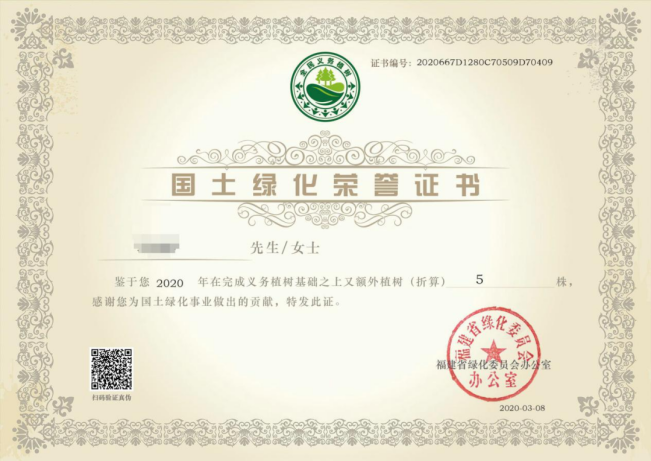 全民义务植树
证书编号：2020667D1280C70509D70409
国土绿化荣誉证书
先生/女士
鉴于您 2020 年在完成义务植树基础之上又额外植树（折算） 5 株，
感谢您为国土绿化事业做出的贡献，特发此证。
福建省绿化委员会
福建省绿化委员会办公室
办公室
扫码验证真伪
2020-03-08